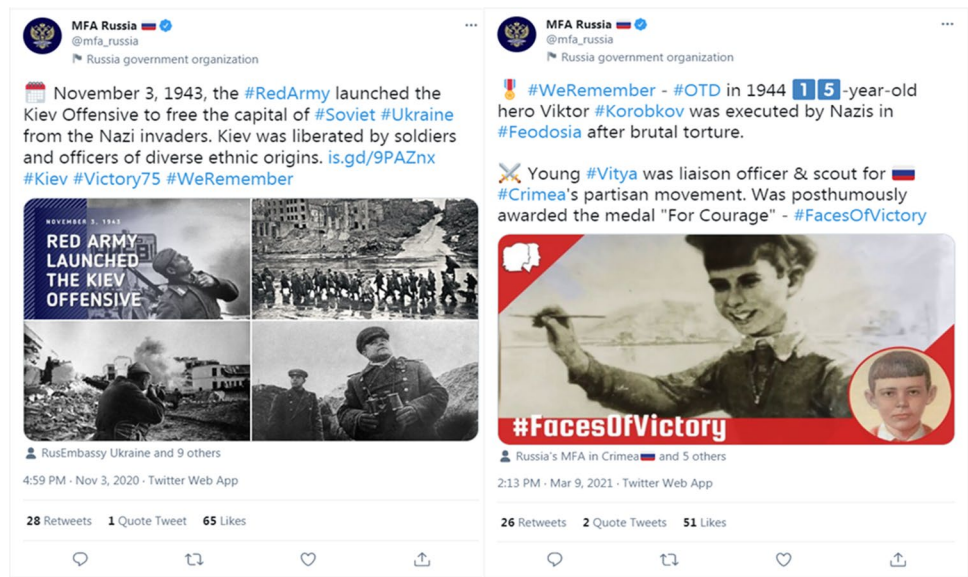 MFA Russia
@mfa_russia
Russia government organization
November 3, 1943, the #RedArmy launched the
Kiev Offensive to free the capital of #Soviet #Ukraine
from the Nazi invaders. Kiev was liberated by soldiers
and officers of diverse ethnic origins. is.gd/9PAZnx
#Kiev #Victory75 #WeRemember
NOVEMBER 3, 1943
RED ARMY
LAUNCHED
THE KIEV
OFFENSIVE
RusEmbassy Ukraine and 9 others
4:59 PM · Nov 3, 2020 · Twitter Web App
28 Retweets 1 Quote Tweet 65 Likes
MFA Russia
@mfa_russia
Russia government organization
#WeRemember - #OTD in 1944 15-year-old
hero Viktor #Korobkov was executed by Nazis in
#Feodosia after brutal torture.
Young #Vitya was liaison officer & scout for
#Crimea's partisan movement. Was posthumously
awarded the medal "For Courage" - #FacesOfVictory
#FacesOfVictory
Russia's MFA in Crimea and 5 others
2:13 PM · Mar 9, 2021 · Twitter Web App
26 Retweets 2 Quote Tweets 51 Likes